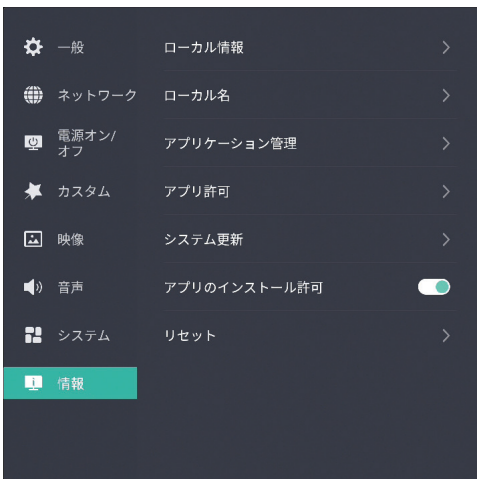 一般
ネットワーク
電源オン/
オフ
カスタム
映像
音声
システム
情報
ローカル情報
ローカル名
アプリケーション管理
アプリ許可
システム更新
アプリのインストール許可
リセット